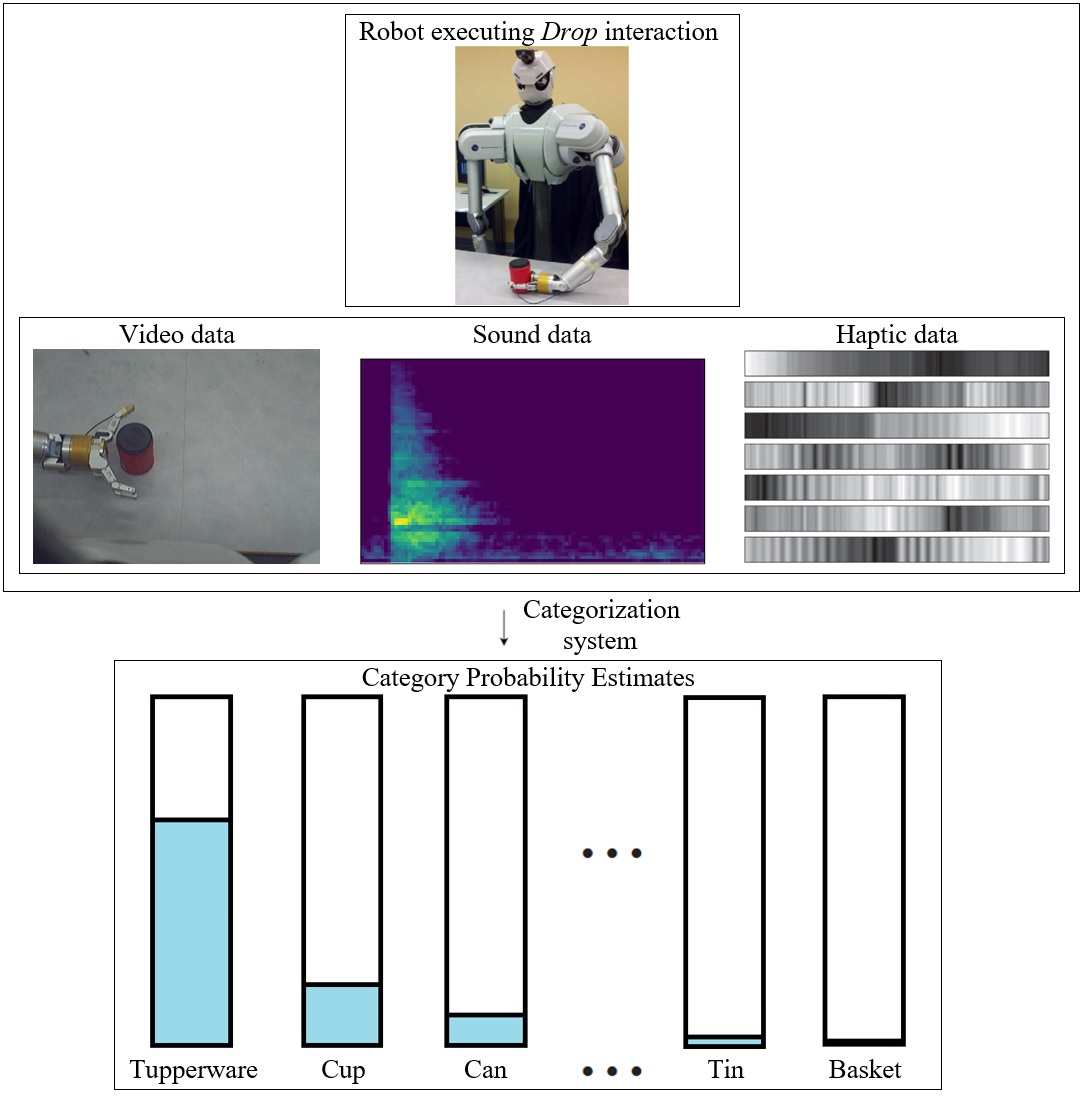 Robot executing Drop interaction
Video data
Sound data
Haptic data
Categorization
system
Category Probability Estimates
Tupperware
Cup
Can
Tin
Basket